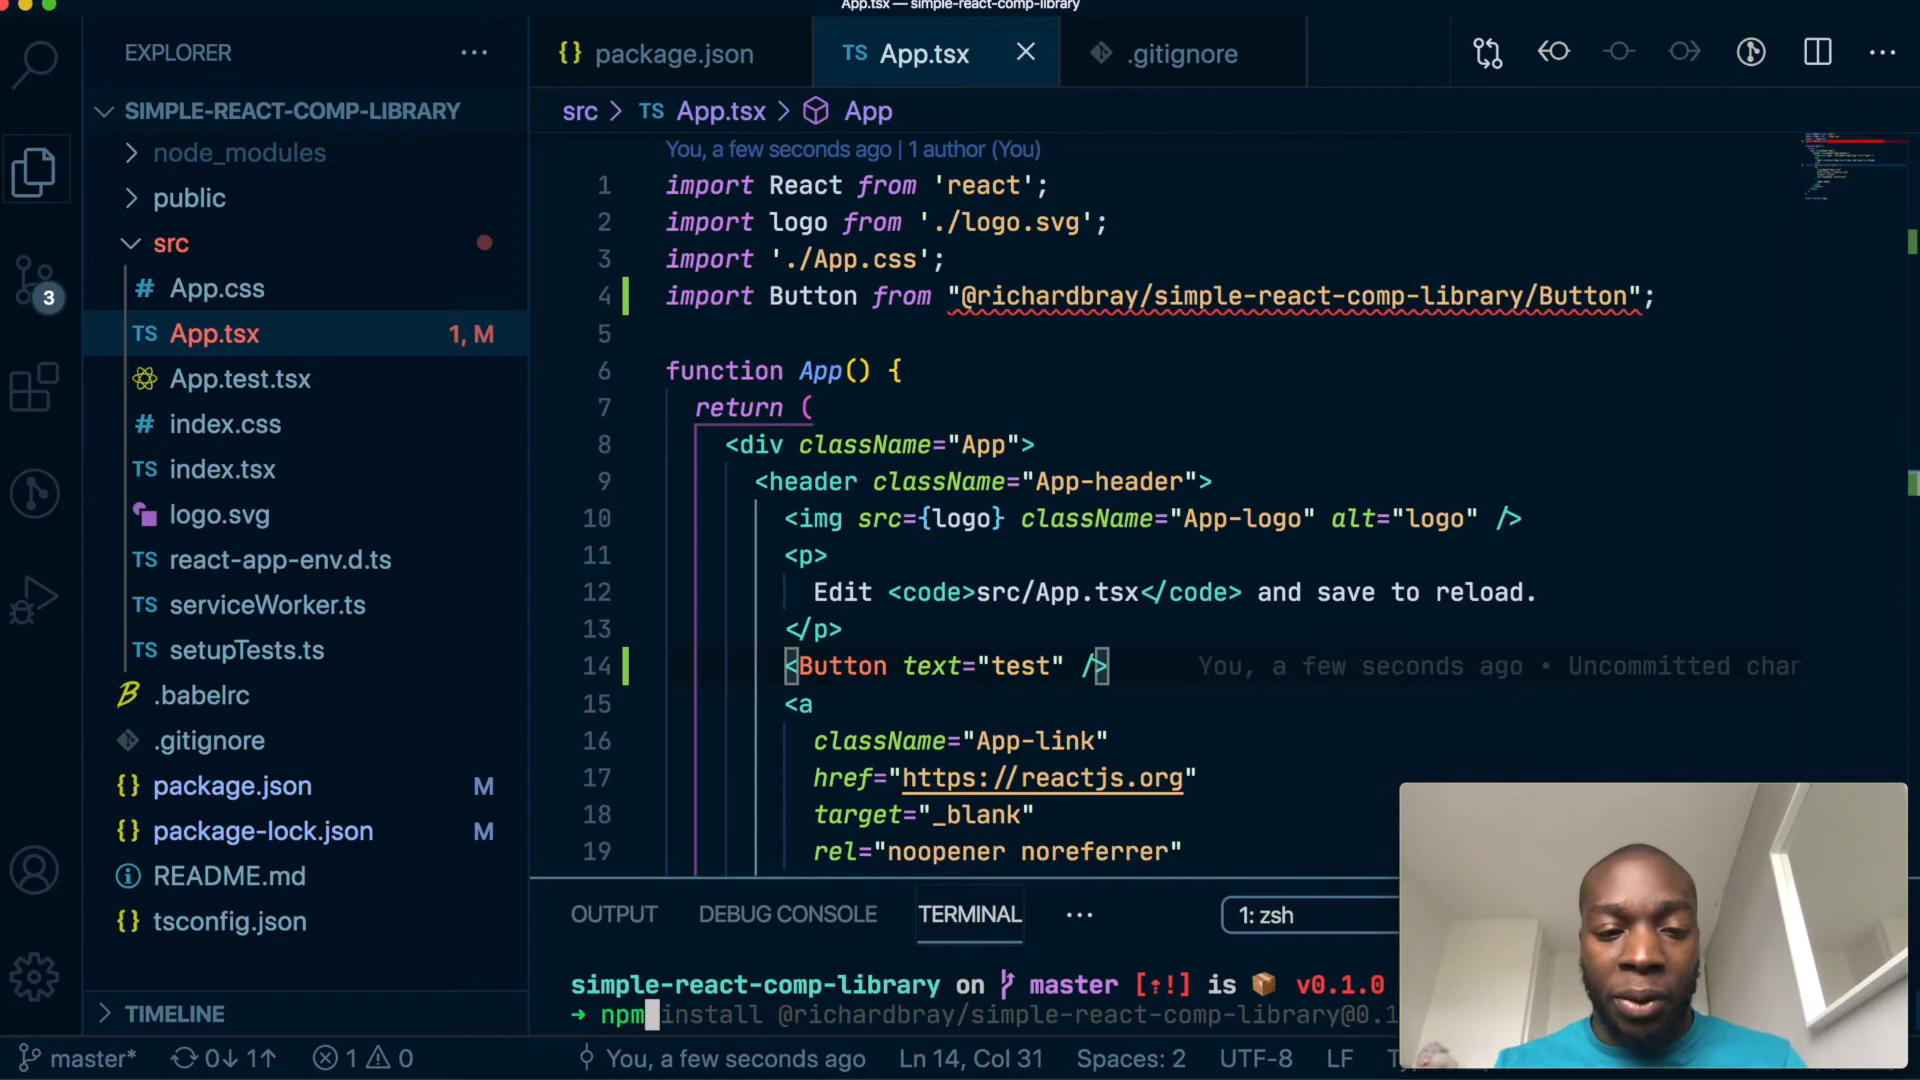 App.tsx — simple-react-comp-library
EXPLORER
package.json
TS App.tsx
.gitignore
SIMPLE-REACT-COMP-LIBRARY
node_modules
public
src
# App.css
TS App.tsx 1, M
App.test.tsx
# index.css
TS index.tsx
logo.svg
TS react-app-env.d.ts
TS serviceWorker.ts
TS setupTests.ts
.babelrc
.gitignore
{} package.json M
{} package-lock.json M
README.md
{} tsconfig.json
TIMELINE
3
src > TS App.tsx > App
You, a few seconds ago | 1 author (You)
1 import React from 'react';
2 import logo from './logo.svg';
3 import './App.css';
4 import Button from "@richardbray/simple-react-comp-library/Button";
5
6 function App() {
7 return (
8 <div className="App">
9 <header className="App-header">
10 <img src={logo} className="App-logo" alt="logo" />
11 <p>
12 Edit <code>src/App.tsx</code> and save to reload.
13 </p>
14 <Button text="test" /> You, a few seconds ago • Uncommitted char
15 <a
16 className="App-link"
17 href="https://reactjs.org"
18 target="_blank"
19 rel="noopener noreferrer"
OUTPUT DEBUG CONSOLE TERMINAL ··· 1: zsh
simple-react-comp-library on master [⇡!] is 📦 v0.1.0
➜ npm install @richardbray/simple-react-comp-library@0.1
master* 0↓ 1↑ 1 0 You, a few seconds ago Ln 14, Col 31 Spaces: 2 UTF-8 LF